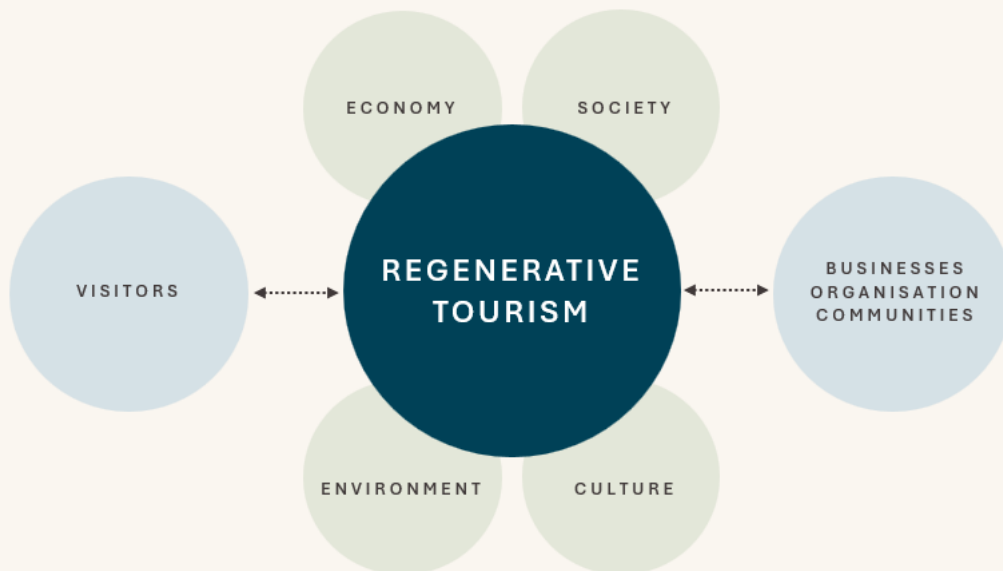 ECONOMY
SOCIETY
VISITORS
REGENERATIVE
TOURISM
BUSINESSES
ORGANISATION
COMMUNITIES
ENVIRONMENT
CULTURE